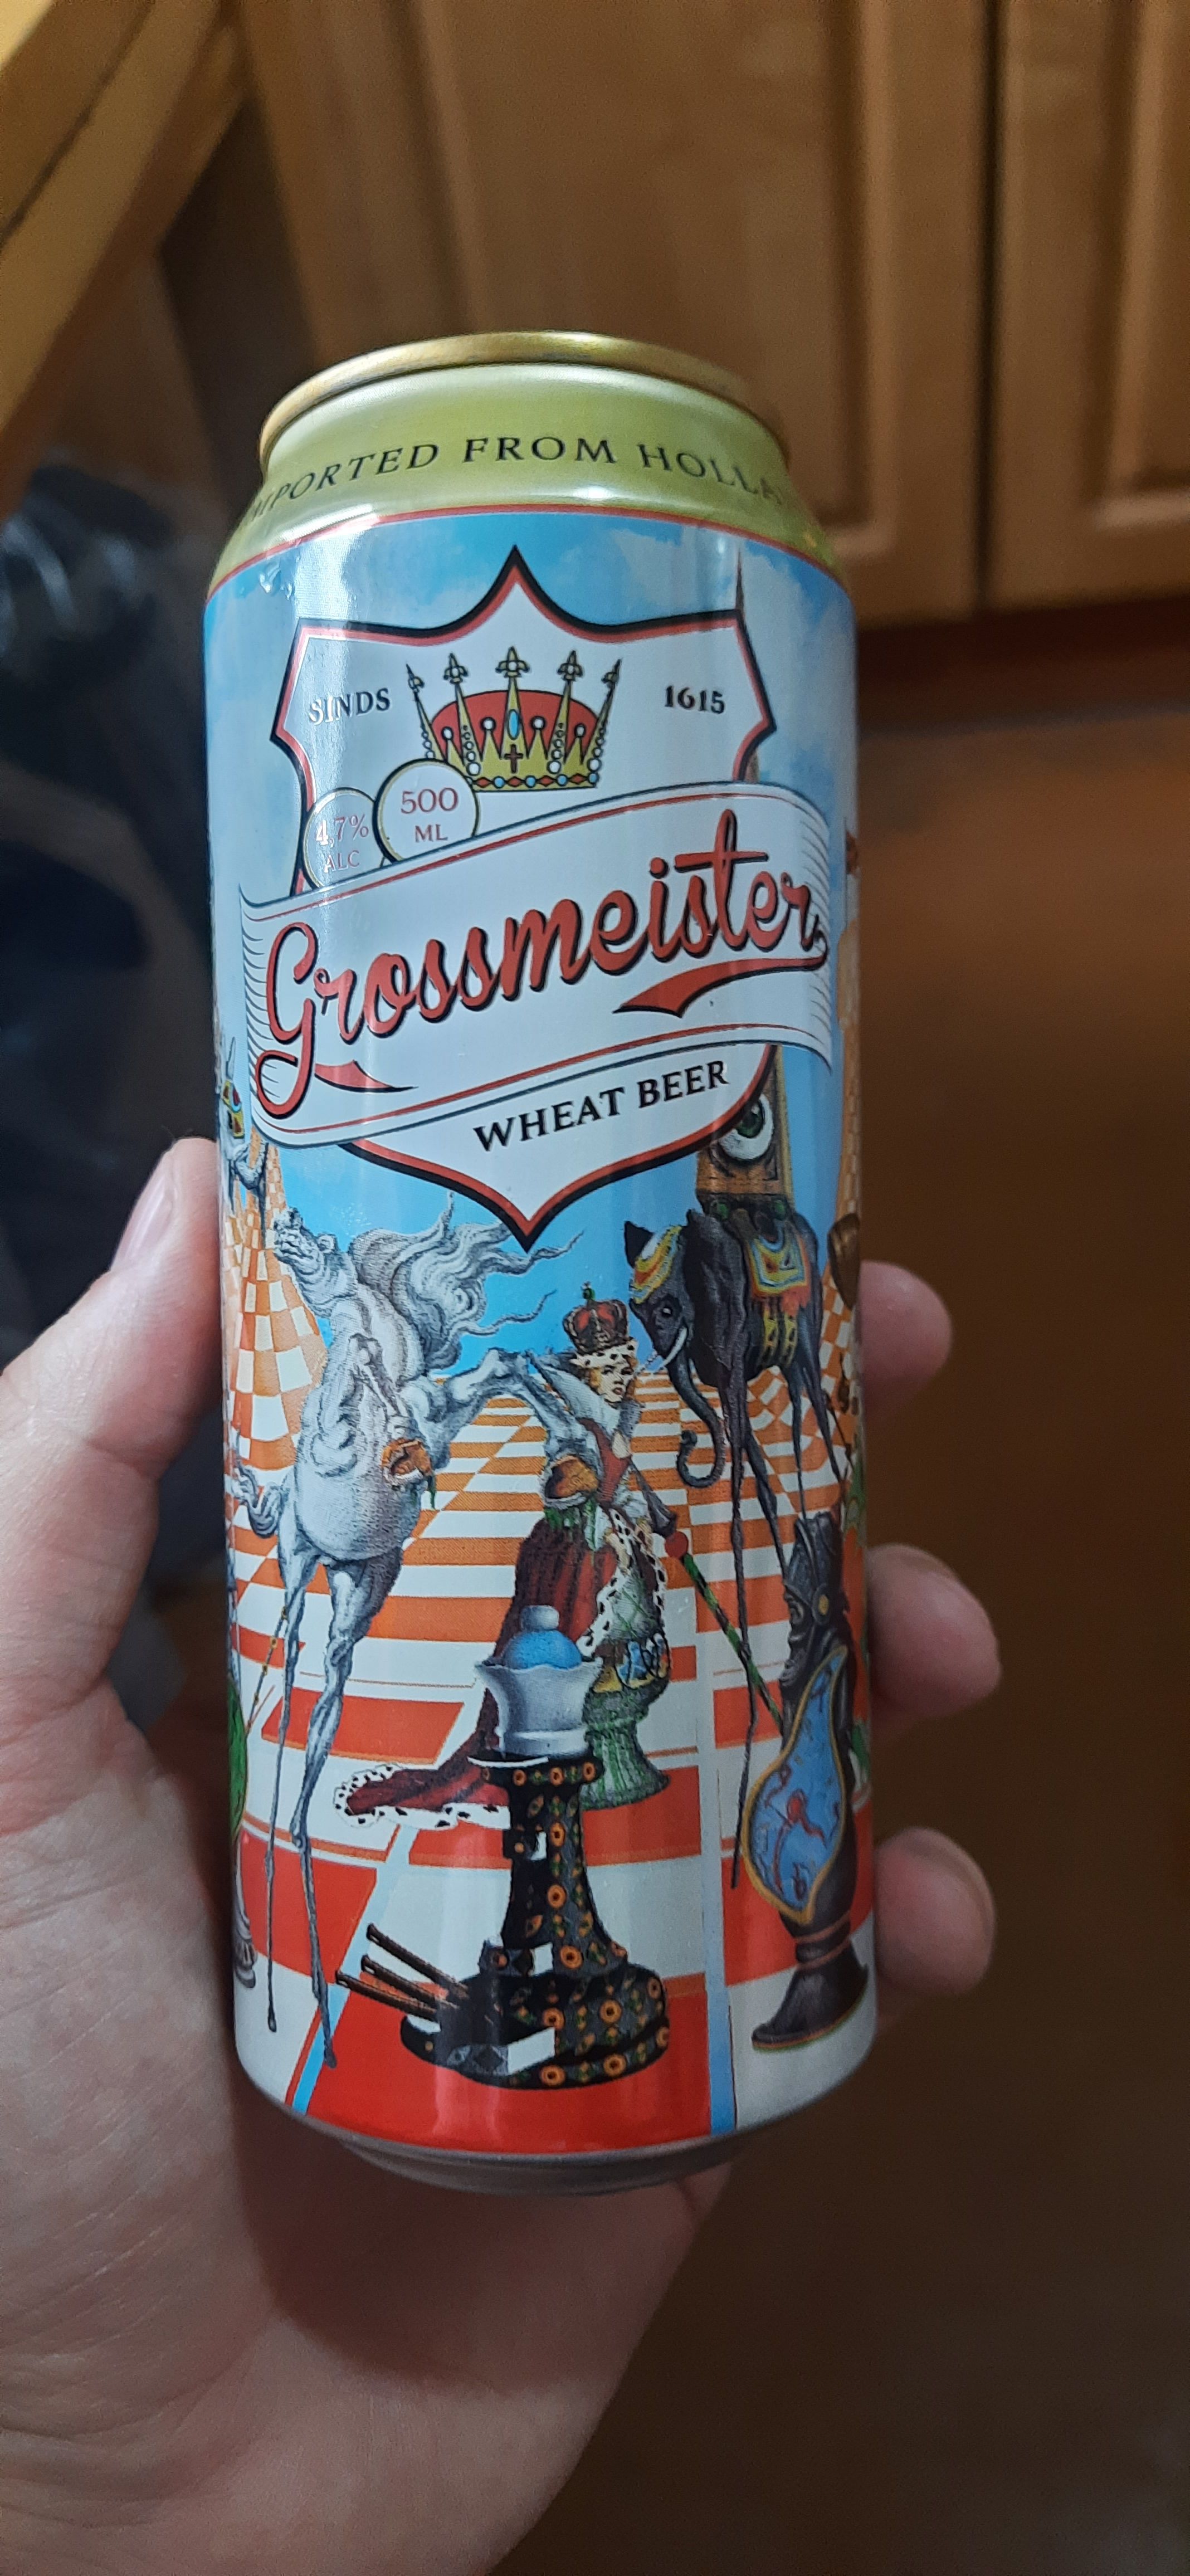 IMPORTED FROM HOLLA
SINDS 1615
500
ML
4,7%
ALC
Grossmeister
WHEAT BEER